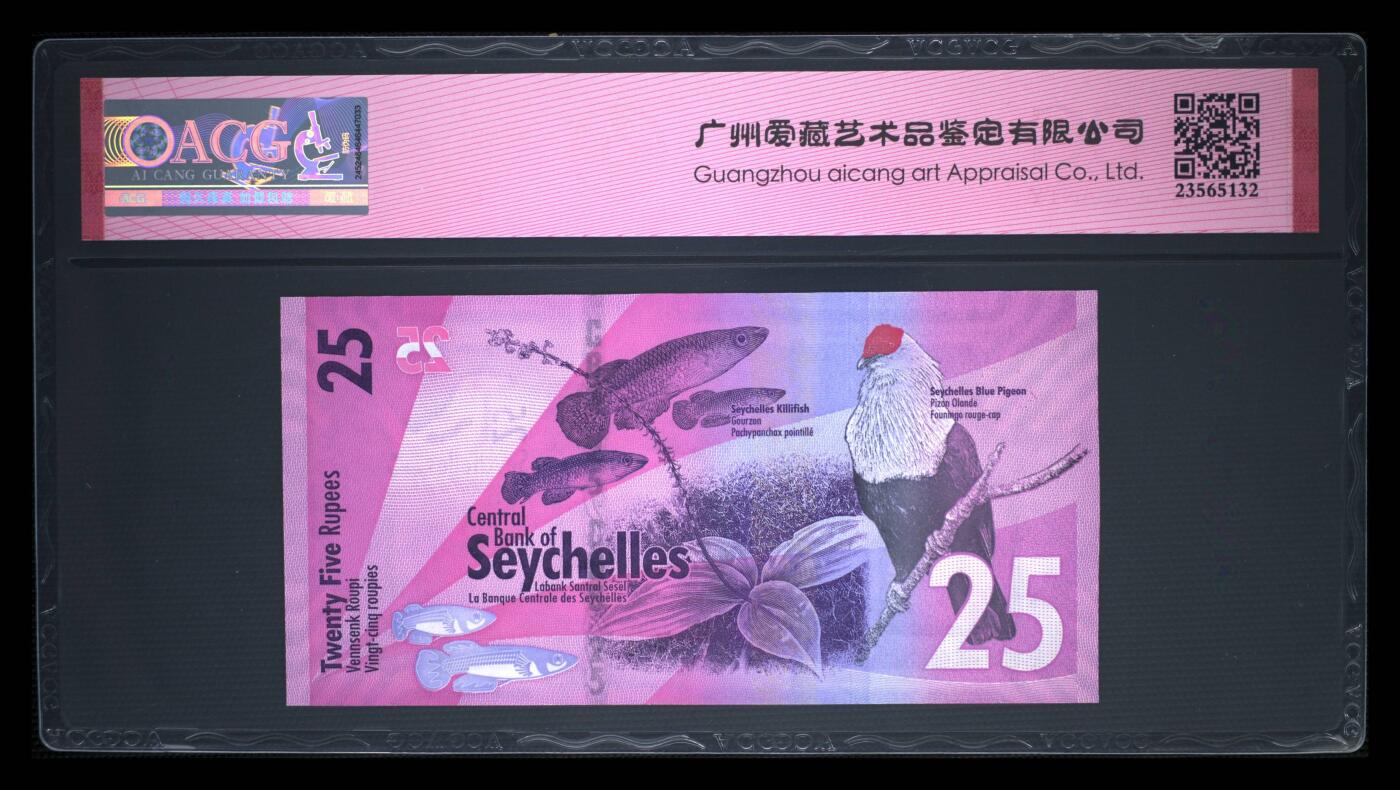 ACG
AI CANG GUARANTY
ACG
广州爱藏艺术品鉴定有限公司
Guangzhou aicang art Appraisal Co., Ltd.
23565132
25
25
Twenty Five Rupees
Vennsenk Roupi
Vingt-cinq roupies
Seychelles Killifish
Gourzon
Pachypanchax pointillé
Seychelles Blue Pigeon
Pizon Olande
Founingo rouge-cap
Central
Bank of
Seychelles
Labank Santral Sesel
La Banque Centrale des Seychelles
25